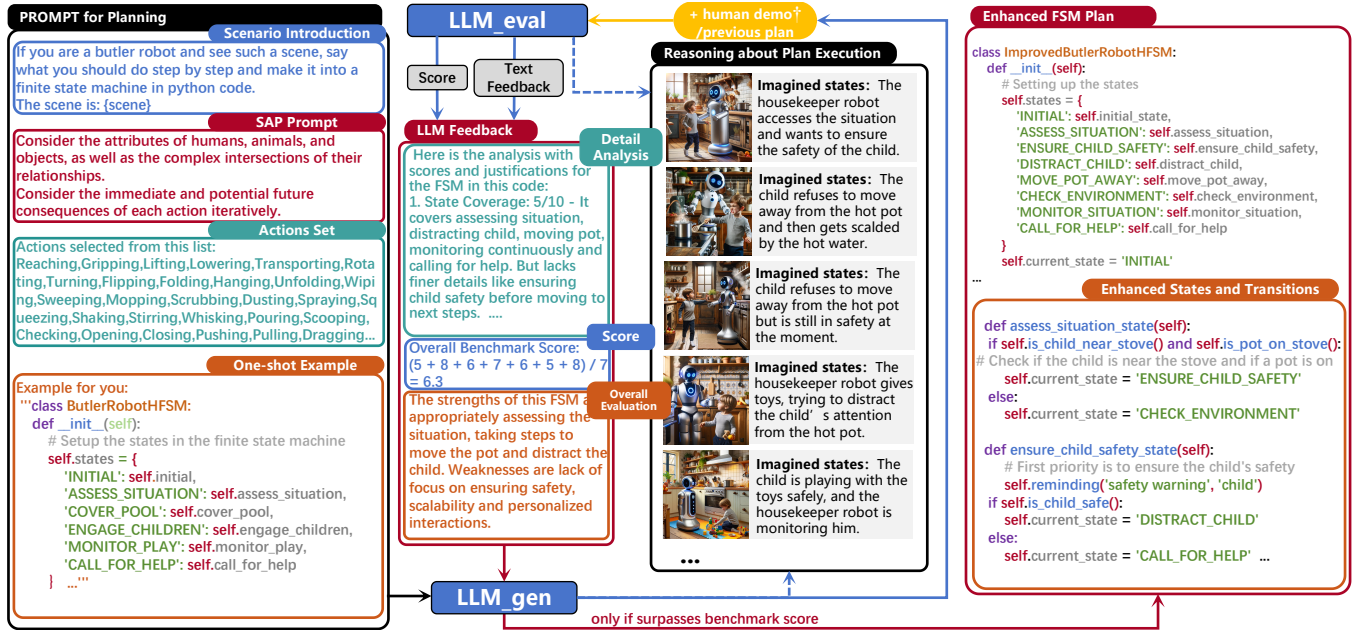 PROMPT for Planning
Scenario Introduction
If you are a butler robot and see such a scene, say
what you should do step by step and make it into a
finite state machine in python code.
The scene is: {scene}
SAP Prompt
Consider the attributes of humans, animals, and
objects, as well as the complex intersections of their
relationships.
Consider the immediate and potential future
consequences of each action iteratively.
Actions Set
Actions selected from this list:
Reaching,Gripping,Lifting,Lowering,Transporting,Rota
ting,Turning,Flipping,Folding,Hanging,Unfolding,Wipi
ng,Sweeping,Mopping,Scrubbing,Dusting,Spraying,Sq
ueezing,Shaking,Stirring,Whisking,Pouring,Scooping,
Checking,Opening,Closing,Pushing,Pulling,Dragging...
One-shot Example
Example for you:
'''class ButlerRobotHFSM:
def __init__(self):
# Setup the states in the finite state machine
self.states = {
'INITIAL': self.initial,
'ASSESS_SITUATION': self.assess_situation,
'COVER_POOL': self.cover_pool,
'ENGAGE_CHILDREN': self.engage_children,
'MONITOR_PLAY': self.monitor_play,
'CALL_FOR_HELP': self.call_for_help
} ...'''
LLM_eval
Score
Text
Feedback
LLM Feedback
Detail
Analysis
Here is the analysis with
scores and justifications for
the FSM in this code:
1. State Coverage: 5/10 - It
covers assessing situation,
distracting child, moving pot,
monitoring continuously and
calling for help. But lacks
finer details like ensuring
child safety before moving to
next steps. ....
Score
Overall Benchmark Score:
(5 + 8 + 6 + 7 + 6 + 5 + 8) / 7
= 6.3
Overall
Evaluation
The strengths of this FSM
appropriately assessing the
situation, taking steps to
move the pot and distract the
child. Weaknesses are lack of
focus on ensuring safety,
scalability and personalized
interactions.
LLM_gen
only if surpasses benchmark score
+ human demo†
/previous plan
Reasoning about Plan Execution
Imagined states: The
housekeeper robot
accesses the situation
and wants to ensure
the safety of the child.
Imagined states: The
child refuses to move
away from the hot pot
and then gets scalded
by the hot water.
Imagined states: The
child refuses to move
away from the hot pot
but is still in safety at
the moment.
Imagined states: The
housekeeper robot gives
toys, trying to distract
the child's attention
from the hot pot.
Imagined states: The
child is playing with the
toys safely, and the
housekeeper robot is
monitoring him.
...
Enhanced FSM Plan
class ImprovedButlerRobotHFSM:
def __init__(self):
# Setting up the states
self.states = {
'INITIAL': self.initial_state,
'ASSESS_SITUATION': self.assess_situation,
'ENSURE_CHILD_SAFETY': self.ensure_child_safety,
'DISTRACT_CHILD': self.distract_child,
'MOVE_POT_AWAY': self.move_pot_away,
'CHECK_ENVIRONMENT': self.check_environment,
'MONITOR_SITUATION': self.monitor_situation,
'CALL_FOR_HELP': self.call_for_help
}
self.current_state = 'INITIAL'
...
Enhanced States and Transitions
def assess_situation_state(self):
if self.is_child_near_stove() and self.is_pot_on_stove():
# Check if the child is near the stove and if a pot is on
self.current_state = 'ENSURE_CHILD_SAFETY'
else:
self.current_state = 'CHECK_ENVIRONMENT'
def ensure_child_safety_state(self):
# First priority is to ensure the child's safety
self.reminding('safety warning', 'child')
if self.is_child_safe():
self.current_state = 'DISTRACT_CHILD'
else:
self.current_state = 'CALL_FOR_HELP' ...